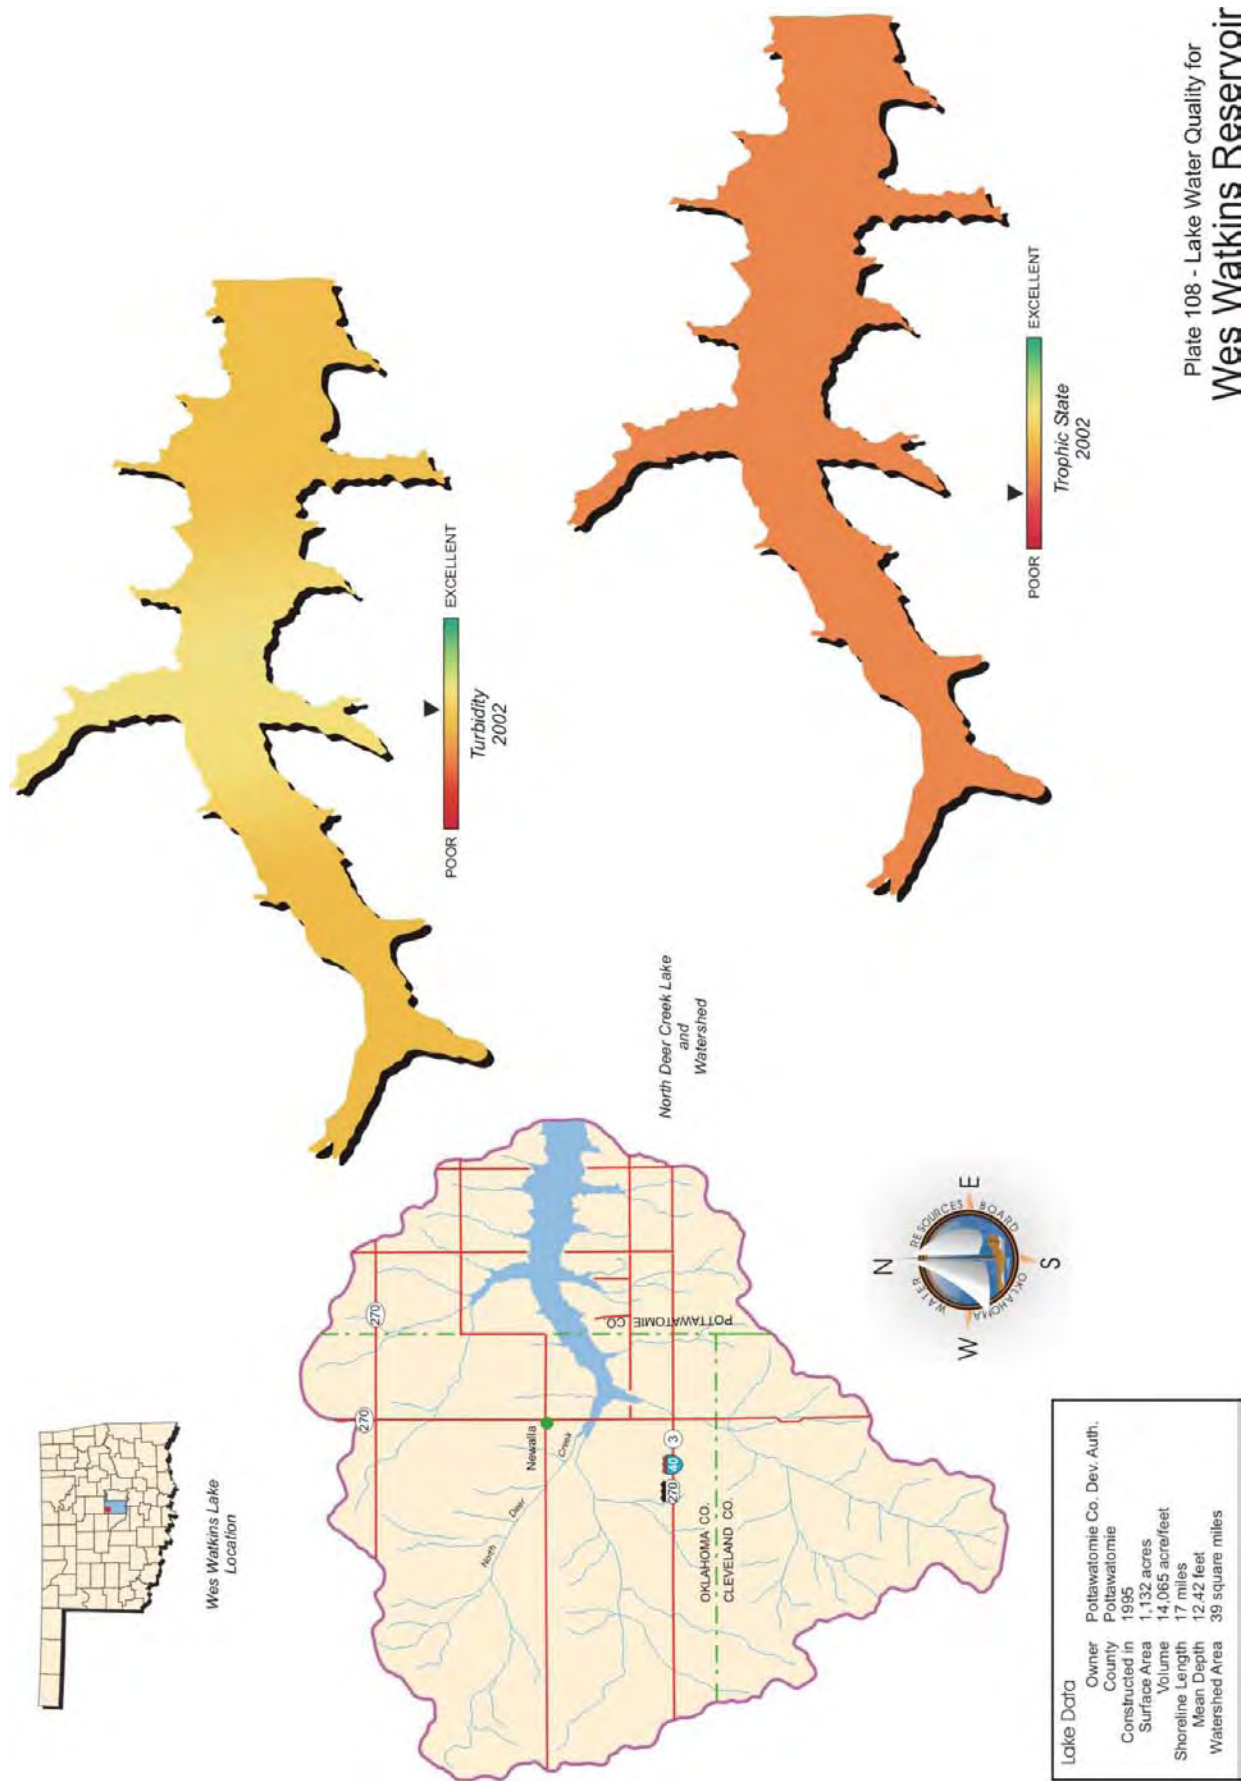 Plate 108 - Lake Water Quality for
Wes Watkins Reservoir
Wes Watkins Lake
Location
POOR
EXCELLENT
Turbidity
2002
POOR
EXCELLENT
Trophic State
2002
North Deer Creek Lake
and
Watershed
270
270
Newalla
North Deer Creek
POTTAWATOMIE CO.
OKLAHOMA CO.
CLEVELAND CO.
270
40
3
N
W
E
S
OKLAHOMA WATER RESOURCES BOARD
Lake Data
Owner Pottawatomie Co. Dev. Auth.
County Pottawatomie
Constructed in 1995
Surface Area 1,132 acres
Volume 14,065 acre/feet
Shoreline Length 17 miles
Mean Depth 12.42 feet
Watershed Area 39 square miles